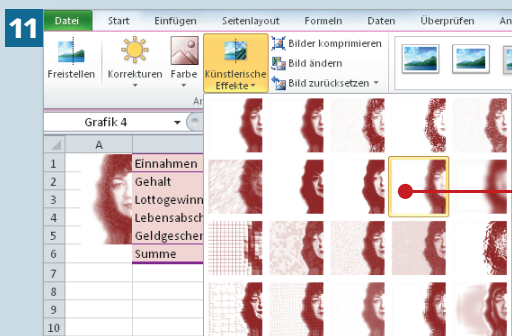 11
Datei Start Einfügen Seitenlayout Formeln Daten Überprüfen
Bilder komprimieren
Bild ändern
Bild zurücksetzen
Freistellen Korrekturen Farbe Künstlerische
Effekte
Grafik 4
A
1 Einnahmen
2 Gehalt
3 Lottogewinn
4 Lebensabsch
5 Geldgeschen
6 Summe
7
8
9
10